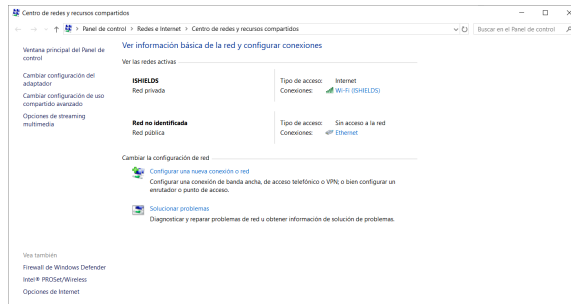 Centro de redes y recursos compartidos
Panel de control > Redes e Internet > Centro de redes y recursos compartidos
Buscar en el Panel de control
Ventana principal del Panel de
control
Cambiar configuración del
adaptador
Cambiar configuración de uso
compartido avanzado
Opciones de streaming
multimedia
Ver información básica de la red y configurar conexiones
Ver las redes activas
ISHIELDS
Red privada
Tipo de acceso: Internet
Conexiones: Wi-Fi (ISHIELDS)
Red no identificada
Red pública
Tipo de acceso: Sin acceso a la red
Conexiones: Ethernet
Cambiar la configuración de red
Configurar una nueva conexión o red
Configurar una conexión de banda ancha, de acceso telefónico o VPN; o bien configurar un
enrutador o punto de acceso.
Solucionar problemas
Diagnosticar y reparar problemas de red u obtener información de solución de problemas.
Vea también
Firewall de Windows Defender
Intel® PROSet/Wireless
Opciones de Internet